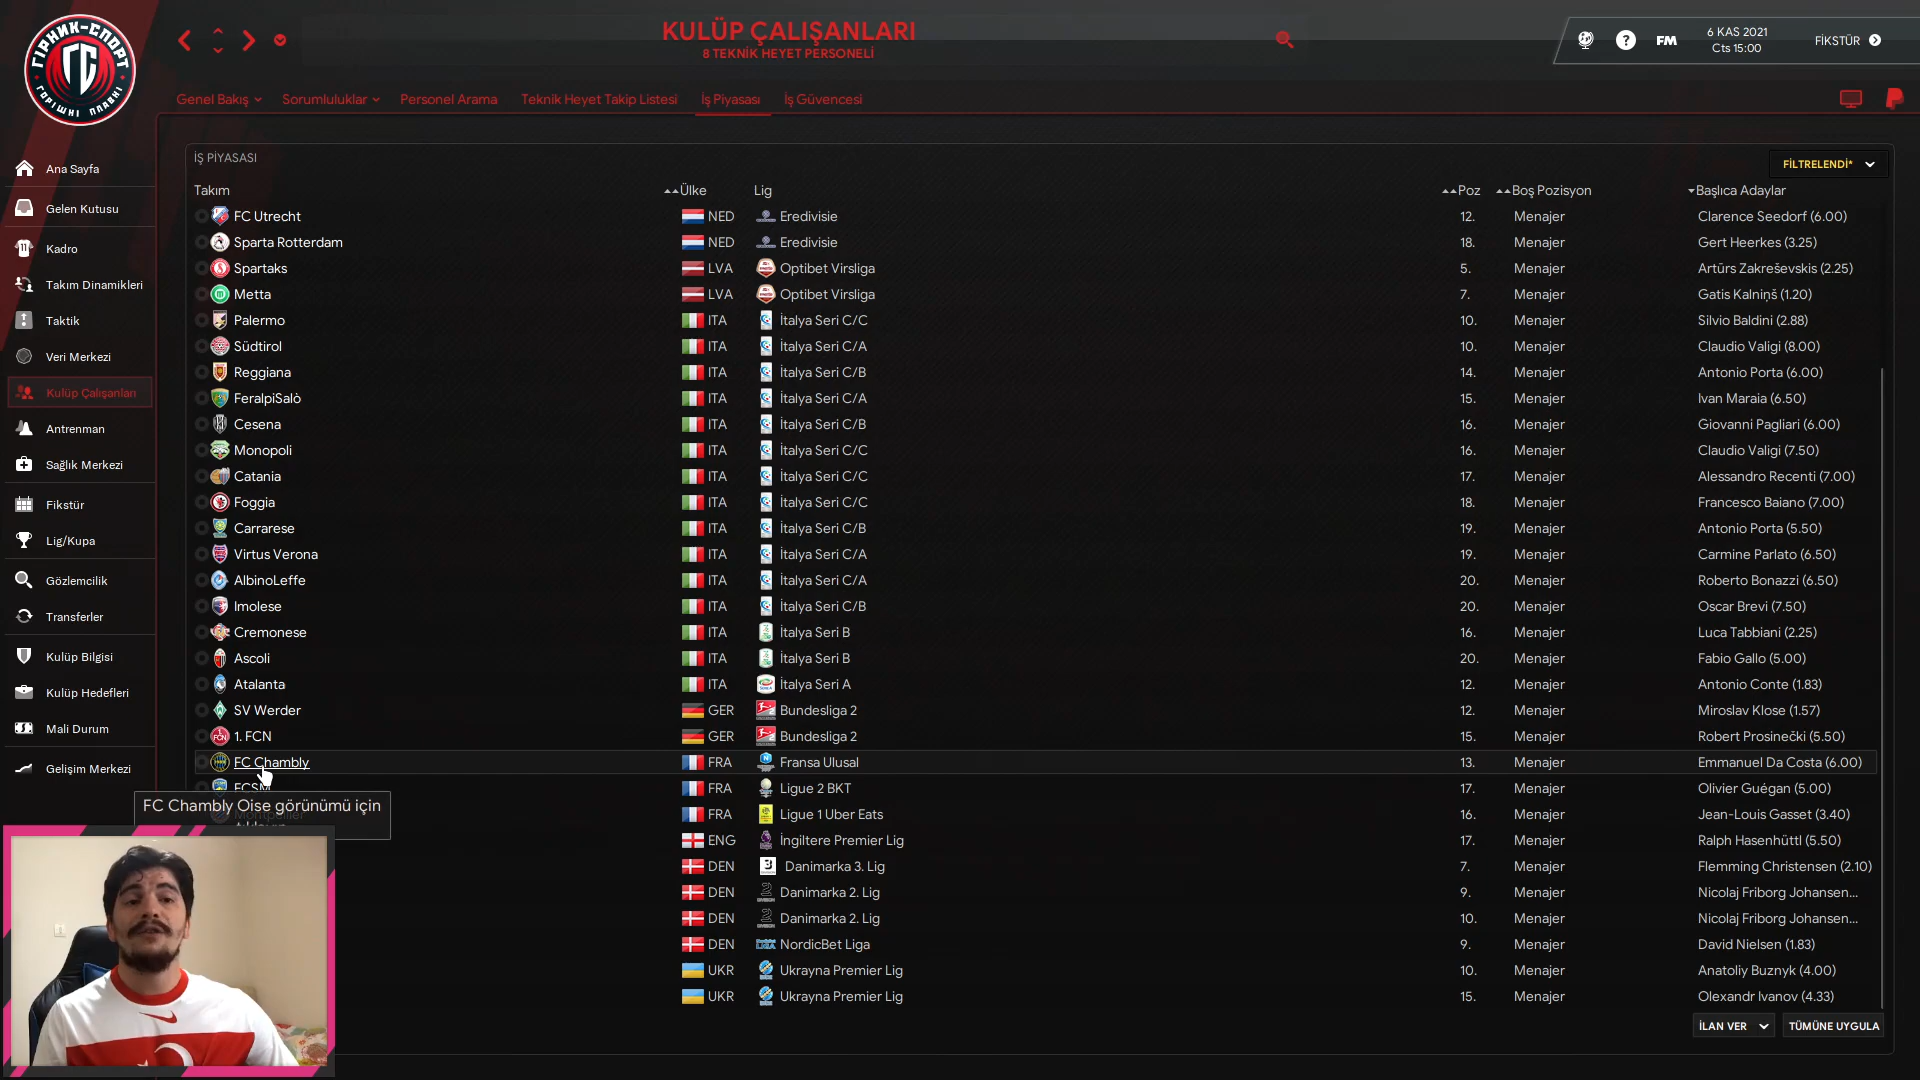 ГІРНИК-СПОРТ
ГОРІШНІ ПЛАВНІ
KULÜP ÇALIŞANLARI
8 TEKNİK HEYET PERSONELİ
FM
6 KAS 2021
Cts 15:00
FİKSTÜR
Genel Bakış
Sorumluluklar
Personel Arama
Teknik Heyet Takip Listesi
İş Piyasası
İş Güvencesi
Ana Sayfa
Gelen Kutusu
Kadro
Takım Dinamikleri
Taktik
Veri Merkezi
Kulüp Çalışanları
Antrenman
Sağlık Merkezi
Fikstür
Lig/Kupa
Gözlemcilik
Transferler
Kulüp Bilgisi
Kulüp Hedefleri
Mali Durum
Gelişim Merkezi
İŞ PİYASASI
FİLTRELENDİ*
Takım Ülke Lig Poz Boş Pozisyon Başlıca Adaylar
FC Utrecht NED Eredivisie 12. Menajer Clarence Seedorf (6.00)
Sparta Rotterdam NED Eredivisie 18. Menajer Gert Heerkes (3.25)
Spartaks LVA Optibet Virsliga 5. Menajer Artūrs Zakreševskis (2.25)
Metta LVA Optibet Virsliga 7. Menajer Gatis Kalniņš (1.20)
Palermo ITA İtalya Seri C/C 10. Menajer Silvio Baldini (2.88)
Südtirol ITA İtalya Seri C/A 10. Menajer Claudio Valigi (8.00)
Reggiana ITA İtalya Seri C/B 14. Menajer Antonio Porta (6.00)
FeralpiSalò ITA İtalya Seri C/A 15. Menajer Ivan Maraia (6.50)
Cesena ITA İtalya Seri C/B 16. Menajer Giovanni Pagliari (6.00)
Monopoli ITA İtalya Seri C/C 16. Menajer Claudio Valigi (7.50)
Catania ITA İtalya Seri C/C 17. Menajer Alessandro Recenti (7.00)
Foggia ITA İtalya Seri C/C 18. Menajer Francesco Baiano (7.00)
Carrarese ITA İtalya Seri C/B 19. Menajer Antonio Porta (5.50)
Virtus Verona ITA İtalya Seri C/A 19. Menajer Carmine Parlato (6.50)
AlbinoLeffe ITA İtalya Seri C/A 20. Menajer Roberto Bonazzi (6.50)
Imolese ITA İtalya Seri C/B 20. Menajer Oscar Brevi (7.50)
Cremonese ITA İtalya Seri B 16. Menajer Luca Tabbiani (2.25)
Ascoli ITA İtalya Seri B 20. Menajer Fabio Gallo (5.00)
Atalanta ITA İtalya Seri A 12. Menajer Antonio Conte (1.83)
SV Werder GER Bundesliga 2 12. Menajer Miroslav Klose (1.57)
1. FCN GER Bundesliga 2 15. Menajer Robert Prosinečki (5.50)
FC Chambly FRA Fransa Ulusal 13. Menajer Emmanuel Da Costa (6.00)
FCSM FRA Ligue 2 BKT 17. Menajer Olivier Guégan (5.00)
FC Chambly Oise görünümü için
Montpellier FRA Ligue 1 Uber Eats 16. Menajer Jean-Louis Gasset (3.40)
ENG İngiltere Premier Lig 17. Menajer Ralph Hasenhüttl (5.50)
DEN Danimarka 3. Lig 7. Menajer Flemming Christensen (2.10)
DEN Danimarka 2. Lig 9. Menajer Nicolaj Friborg Johansen...
DEN Danimarka 2. Lig 10. Menajer Nicolaj Friborg Johansen...
DEN NordicBet Liga 9. Menajer David Nielsen (1.83)
UKR Ukrayna Premier Lig 10. Menajer Anatoliy Buznyk (4.00)
UKR Ukrayna Premier Lig 15. Menajer Olexandr Ivanov (4.33)
İLAN VER
TÜMÜNE UYGULA